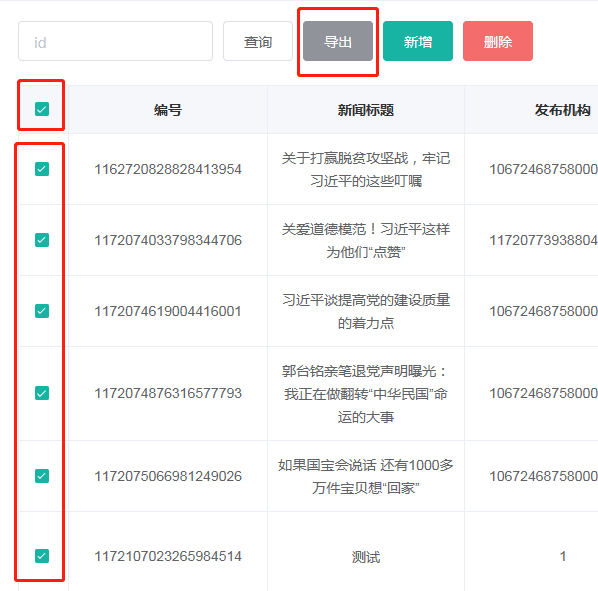 id 查询 导出 新增 删除
编号 新闻标题 发布机构
1162720828828413954 关于打赢脱贫攻坚战，牢记 10672468758000
习近平的这些叮嘱
1172074033798344706 关爱道德模范！习近平这样 11720773938804
为他们“点赞”
1172074619004416001 习近平谈提高党的建设质量 10672468758000
的着力点
1172074876316577793 郭台铭亲笔退党声明曝光： 10672468758000
我正在做翻转“中华民国”命
运的大事
1172075066981249026 如果国宝会说话 还有1000多 10672468758000
万件宝贝想“回家”
1172107023265984514 测试 1